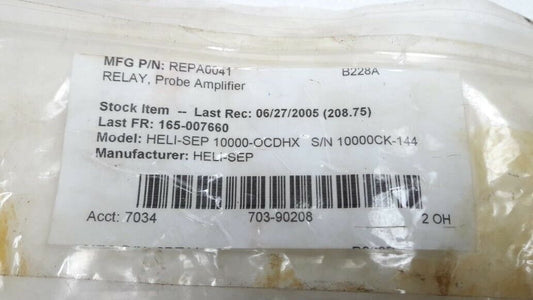 MFG P/N: REPA0041 B228A
RELAY, Probe Amplifier
Stock Item -- Last Rec: 06/27/2005 (208.75)
Last FR: 165-007660
Model: HELI-SEP 10000-OCDHX S/N 10000CK-144
Manufacturer: HELI-SEP
Acct: 7034 703-90208 2 OH